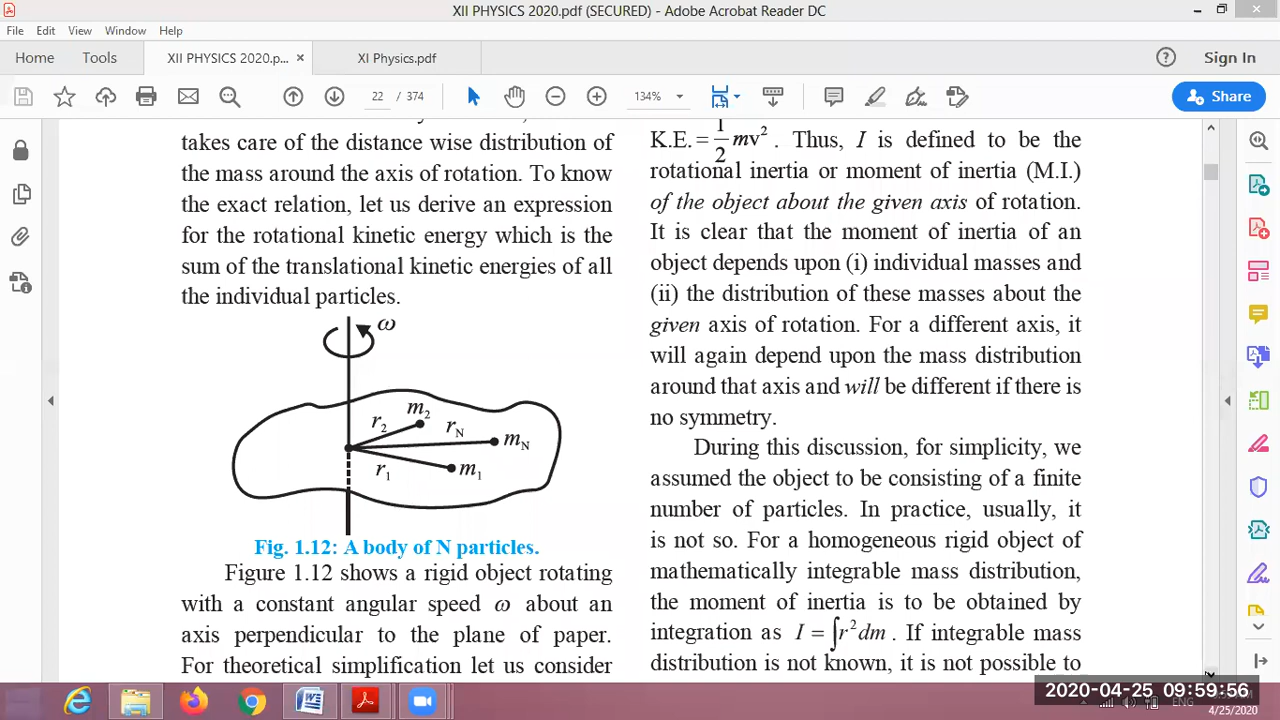 XII PHYSICS 2020.pdf (SECURED) - Adobe Acrobat Reader DC
File Edit View Window Help
Home Tools XII PHYSICS 2020.p... × XI Physics.pdf Sign In
22 / 374 134% Share
takes care of the distance wise distribution of
the mass around the axis of rotation. To know
the exact relation, let us derive an expression
for the rotational kinetic energy which is the
sum of the translational kinetic energies of all
the individual particles.
ω
m₂
r₂ r_N
m_N
r₁ m₁
Fig. 1.12: A body of N particles.
Figure 1.12 shows a rigid object rotating
with a constant angular speed ω about an
axis perpendicular to the plane of paper.
For theoretical simplification let us consider
K.E. = 1/2 mv². Thus, I is defined to be the
rotational inertia or moment of inertia (M.I.)
of the object about the given axis of rotation.
It is clear that the moment of inertia of an
object depends upon (i) individual masses and
(ii) the distribution of these masses about the
given axis of rotation. For a different axis, it
will again depend upon the mass distribution
around that axis and will be different if there is
no symmetry.
During this discussion, for simplicity, we
assumed the object to be consisting of a finite
number of particles. In practice, usually, it
is not so. For a homogeneous rigid object of
mathematically integrable mass distribution,
the moment of inertia is to be obtained by
integration as I = ∫r²dm. If integrable mass
distribution is not known, it is not possible to
2020-04-25 09:59:56
ENG
4/25/2020